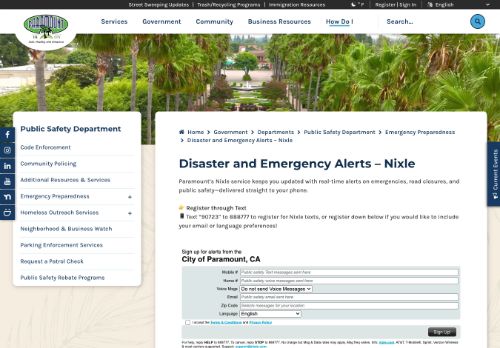 Street Sweeping Updates | Trash/Recycling Programs | Immigration Resources
° F Register | Sign In English
PARAMOUNT
Services Government Community Business Resources How Do I Search...
Public Safety Department
Code Enforcement
Community Policing
Additional Resources & Services
Emergency Preparedness +
Homeless Outreach Services +
Neighborhood & Business Watch
Parking Enforcement Services
Request a Patrol Check
Public Safety Rebate Programs
Home > Government > Departments > Public Safety Department > Emergency Preparedness
> Disaster and Emergency Alerts – Nixle
Disaster and Emergency Alerts – Nixle
Paramount's Nixle service keeps you updated with real-time alerts on emergencies, road closures, and
public safety—delivered straight to your phone.
👉 Register through Text
📱 Text "90723" to 888777 to register for Nixle texts, or register down below if you would like to include
your email or language preferences!
Sign up for alerts from the
City of Paramount, CA
Mobile # Public safety Text messages sent here
Home # Public safety voice messages sent here
Voice Msgs Do not send Voice Messages
Email Public safety email sent here
Zip Code Selects messages for your location
Language English
I accept the Terms & Conditions and Privacy Policy
Sign Up!
Current Events